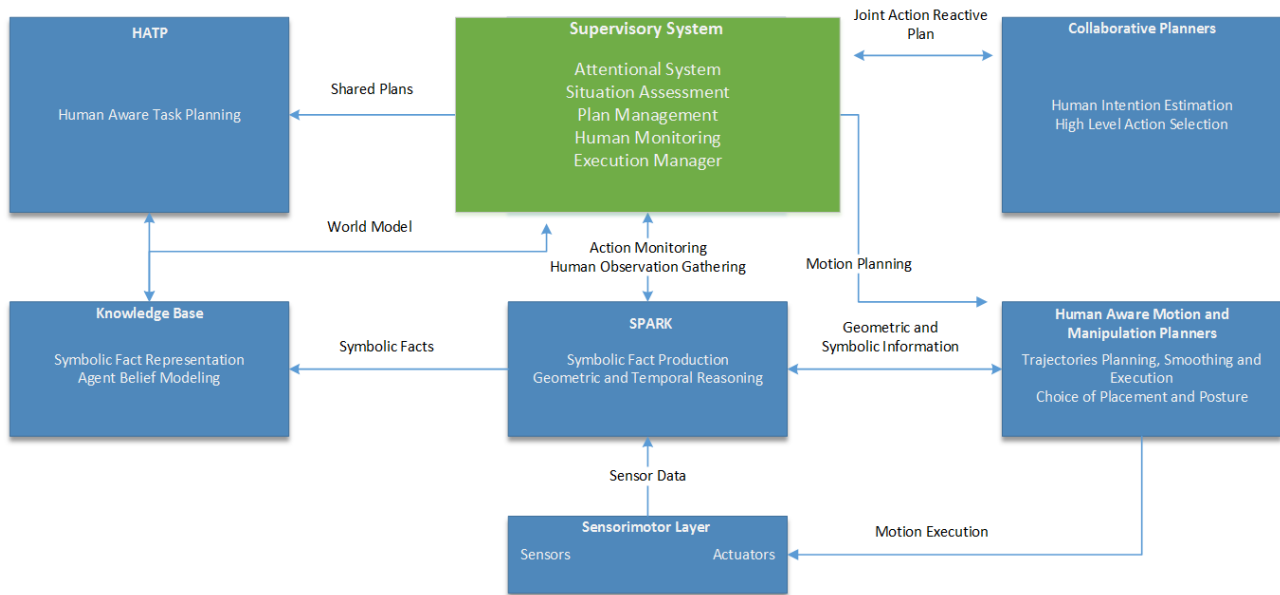 HATP
Human Aware Task Planning
Shared Plans
Supervisory System
Attentional System
Situation Assessment
Plan Management
Human Monitoring
Execution Manager
Joint Action Reactive
Plan
Collaborative Planners
Human Intention Estimation
High Level Action Selection
World Model
Action Monitoring
Human Observation Gathering
Motion Planning
Knowledge Base
Symbolic Fact Representation
Agent Belief Modeling
Symbolic Facts
SPARK
Symbolic Fact Production
Geometric and Temporal Reasoning
Geometric and
Symbolic Information
Human Aware Motion and
Manipulation Planners
Trajectories Planning, Smoothing and
Execution
Choice of Placement and Posture
Sensor Data
Sensorimotor Layer
Sensors
Actuators
Motion Execution